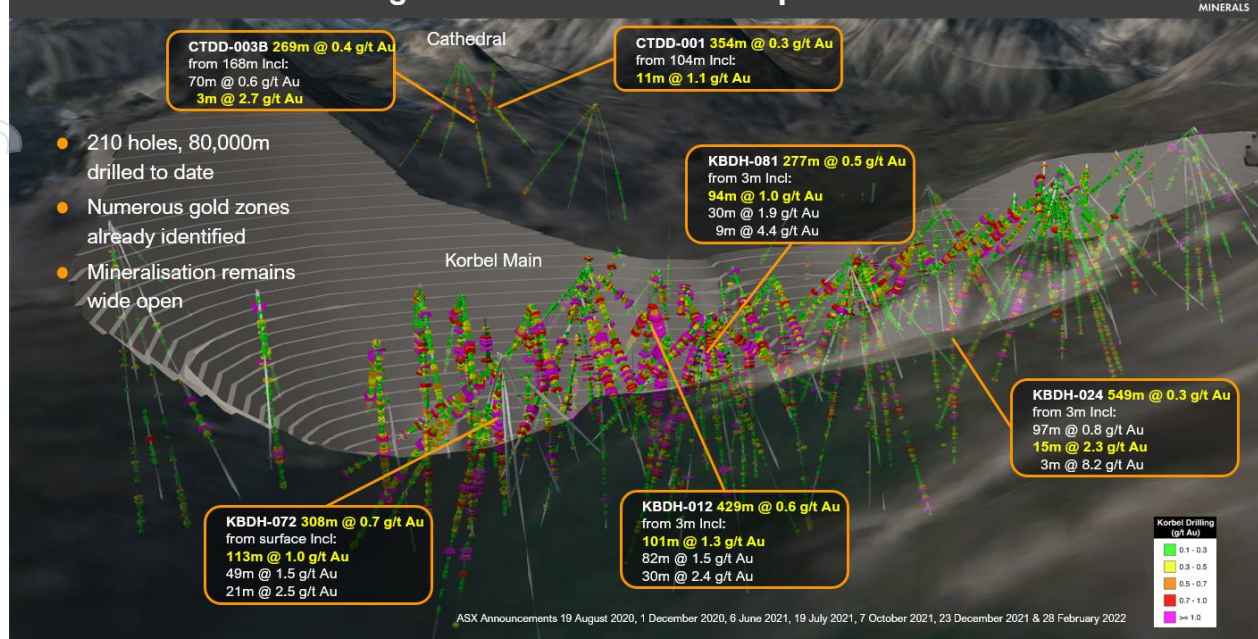 MINERALS
CTDD-003B 269m @ 0.4 g/t Au
from 168m Incl:
70m @ 0.6 g/t Au
3m @ 2.7 g/t Au
Cathedral
CTDD-001 354m @ 0.3 g/t Au
from 104m Incl:
11m @ 1.1 g/t Au
210 holes, 80,000m
drilled to date
Numerous gold zones
already identified
Mineralisation remains
wide open
KBDH-081 277m @ 0.5 g/t Au
from 3m Incl:
94m @ 1.0 g/t Au
30m @ 1.9 g/t Au
9m @ 4.4 g/t Au
Korbel Main
KBDH-024 549m @ 0.3 g/t Au
from 3m Incl:
97m @ 0.8 g/t Au
15m @ 2.3 g/t Au
3m @ 8.2 g/t Au
KBDH-072 308m @ 0.7 g/t Au
from surface Incl:
113m @ 1.0 g/t Au
49m @ 1.5 g/t Au
21m @ 2.5 g/t Au
KBDH-012 429m @ 0.6 g/t Au
from 3m Incl:
101m @ 1.3 g/t Au
82m @ 1.5 g/t Au
30m @ 2.4 g/t Au
Korbel Drilling
(g/t Au)
0.1 - 0.3
0.3 - 0.5
0.5 - 0.7
0.7 - 1.0
>= 1.0
ASX Announcements 19 August 2020, 1 December 2020, 6 June 2021, 19 July 2021, 7 October 2021, 23 December 2021 & 28 February 2022